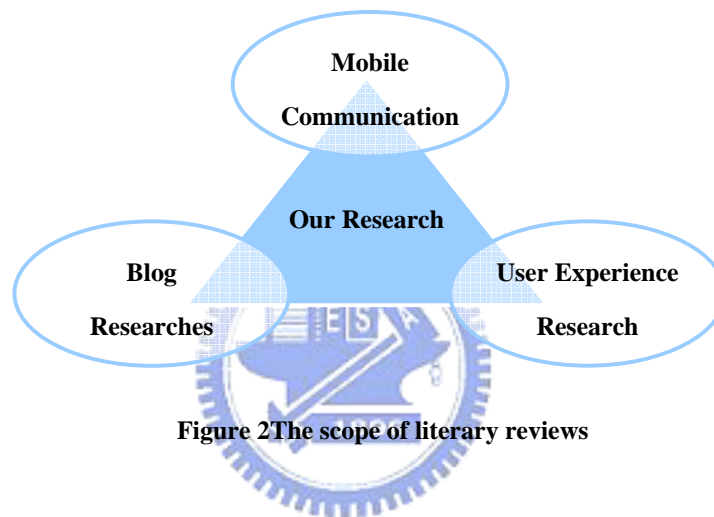 Mobile
Communication
Our Research
Blog
Researches
User Experience
Research
E S A
Figure 2The scope of literary reviews